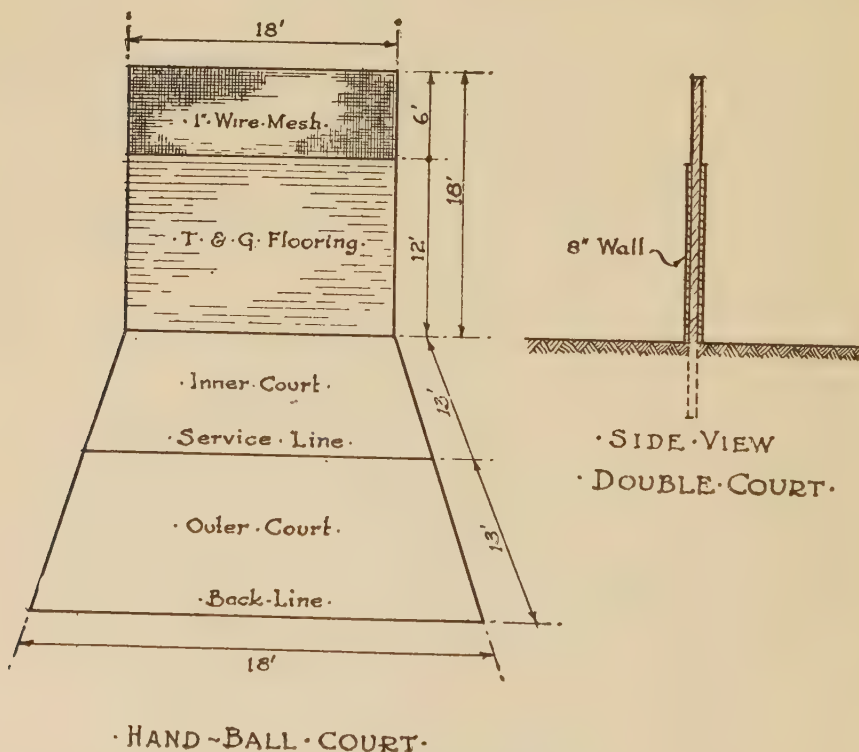 18'
· 1" Wire · Mesh ·
6'
18'
· T. & G. Flooring ·
12'
8" Wall
· Inner · Court ·
13'
· Service · Line ·
· SIDE · VIEW
· DOUBLE · COURT ·
· Outer · Court ·
13'
· Back · Line ·
18'
· HAND~BALL · COURT ·